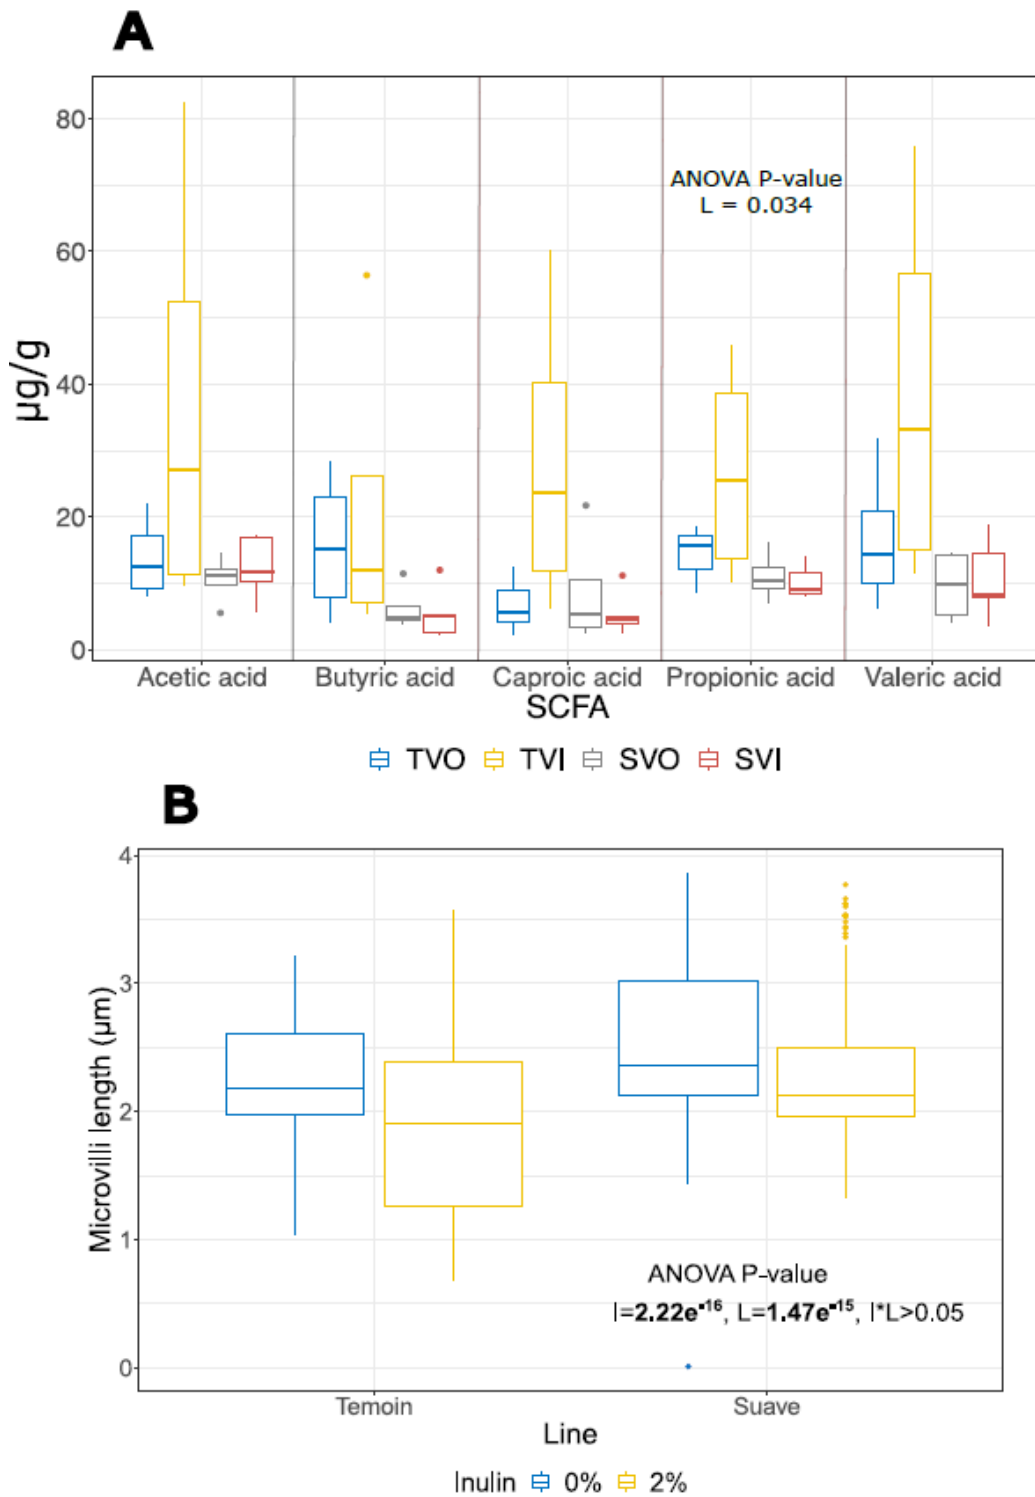 A
80
60
40
20
0
µg/g
ANOVA P-value
L = 0.034
Acetic acid Butyric acid Caproic acid Propionic acid Valeric acid
SCFA
TVO TVI SVO SVI
B
4
3
2
1
0
Microvilli length (µm)
ANOVA P-value
I=2.22e-16, L=1.47e-15, I*L>0.05
Temoin Suave
Line
Inulin 0% 2%